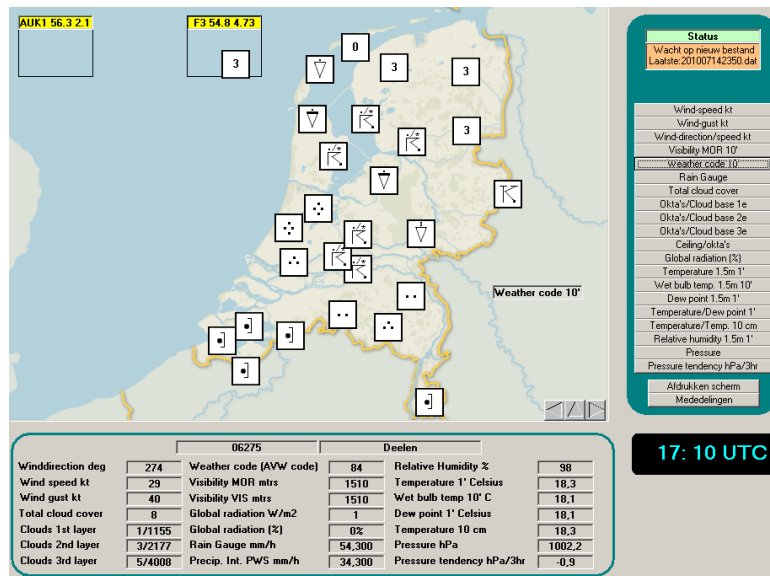 AUK1 56.3 2.1
F3 54.8 4.73
3
0
3
3
3
Weather code 10'
Status
Wacht op nieuw bestand
Laatste:201007142350.dat
Wind-speed kt
Wind-gust kt
Wind-direction/speed kt
Visibility MOR 10'
Weather code 10'
Rain Gauge
Total cloud cover
Okta's/Cloud base 1e
Okta's/Cloud base 2e
Okta's/Cloud base 3e
Ceiling/okta's
Global radiation (%)
Temperature 1.5m 1'
Wet bulb temp. 1.5m 10'
Dew point 1.5m 1'
Temperature/Dew point 1'
Temperature/Temp. 10 cm
Relative humidity 1.5m 1'
Pressure
Pressure tendency hPa/3hr
Afdrukken scherm
Mededelingen
17:10 UTC
06275 Deelen
Winddirection deg 274 Weather code (AVW code) 84 Relative Humidity % 98
Wind speed kt 29 Visibility MOR mtrs 1510 Temperature 1' Celsius 18,3
Wind gust kt 40 Visibility VIS mtrs 1510 Wet bulb temp 10' C 18,1
Total cloud cover 8 Global radiation W/m2 1 Dew point 1' Celsius 18,1
Clouds 1st layer 1/1155 Global radiation (%) 0% Temperature 10 cm 18,3
Clouds 2nd layer 3/2177 Rain Gauge mm/h 54,300 Pressure hPa 1002,2
Clouds 3rd layer 5/4008 Precip. Int. PWS mm/h 34,300 Pressure tendency hPa/3hr -0,9